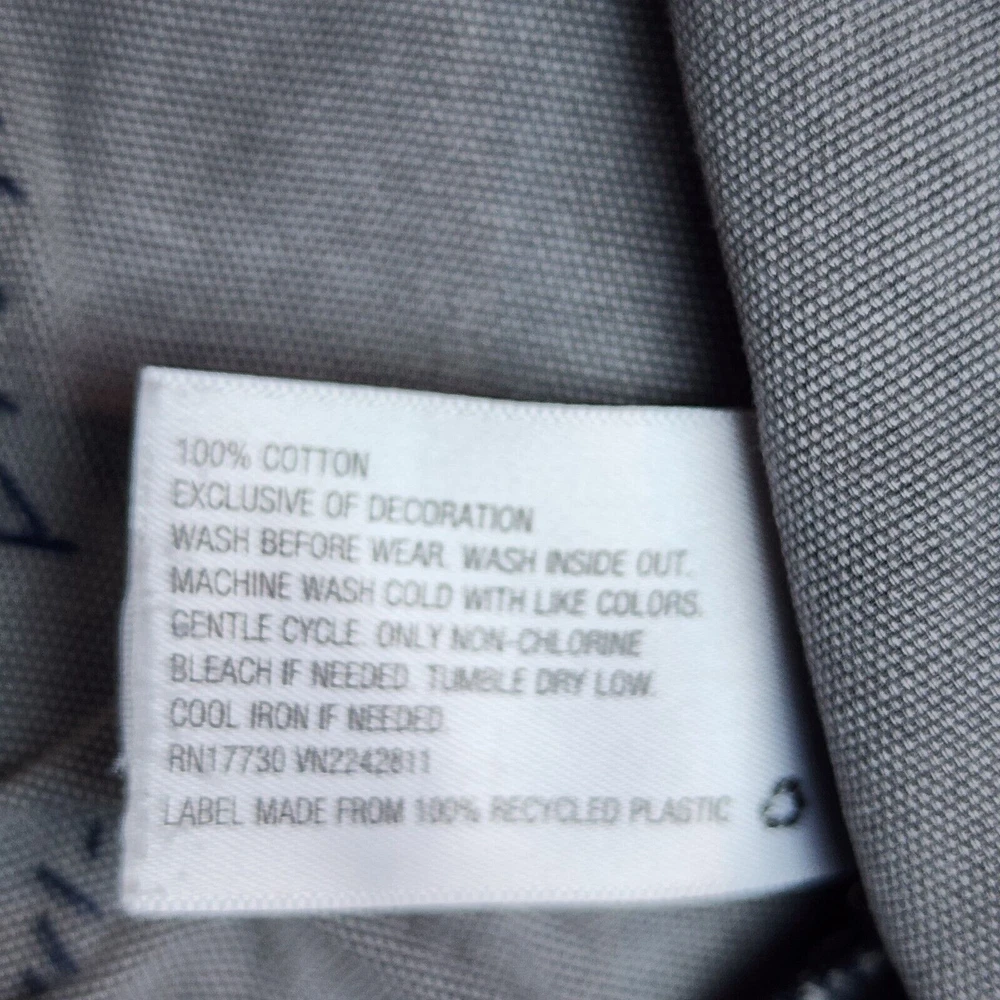 100% COTTON
EXCLUSIVE OF DECORATION
WASH BEFORE WEAR. WASH INSIDE OUT.
MACHINE WASH COLD WITH LIKE COLORS.
GENTLE CYCLE. ONLY NON-CHLORINE
BLEACH IF NEEDED. TUMBLE DRY LOW.
COOL IRON IF NEEDED.
RN17730 VN2242811
LABEL MADE FROM 100% RECYCLED PLASTIC